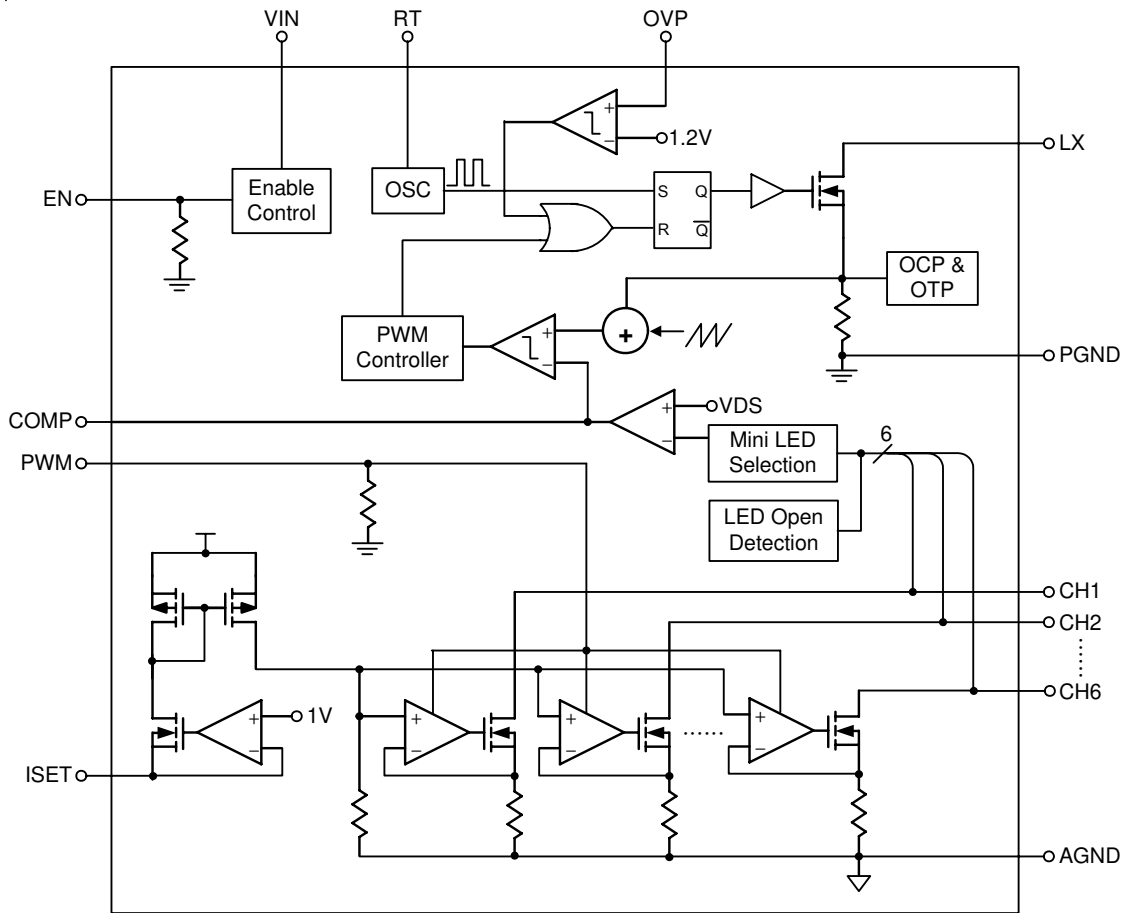 VIN
RT
OVP
1.2V
LX
EN
Enable
Control
OSC
S
Q
R
Q
OCP &
OTP
PWM
Controller
+
PGND
COMP
VDS
PWM
Mini LED
Selection
6
LED Open
Detection
CH1
CH2
CH6
1V
ISET
AGND